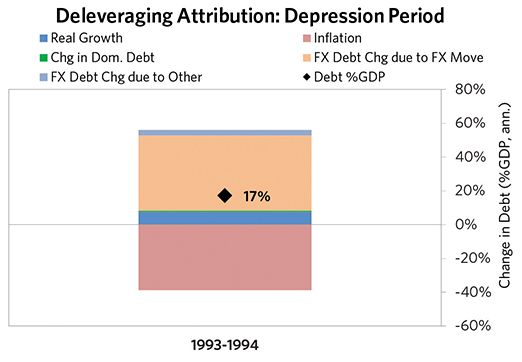 Deleveraging Attribution: Depression Period
Real Growth
Inflation
Chg in Dom. Debt
FX Debt Chg due to FX Move
FX Debt Chg due to Other
Debt %GDP
80%
60%
40%
20%
0%
-20%
-40%
-60%
Change in Debt (%GDP, ann.)
17%
1993-1994